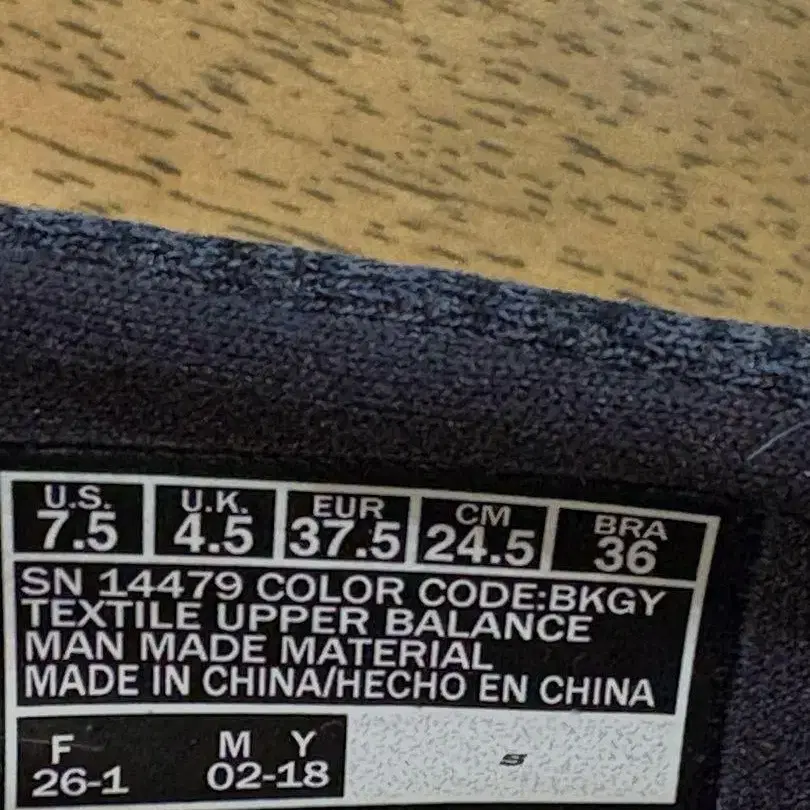 U.S. U.K. EUR CM BRA
7.5 4.5 37.5 24.5 36
SN 14479 COLOR CODE:BKGY
TEXTILE UPPER BALANCE
MAN MADE MATERIAL
MADE IN CHINA/HECHO EN CHINA
F M Y
26-1 02-18
S